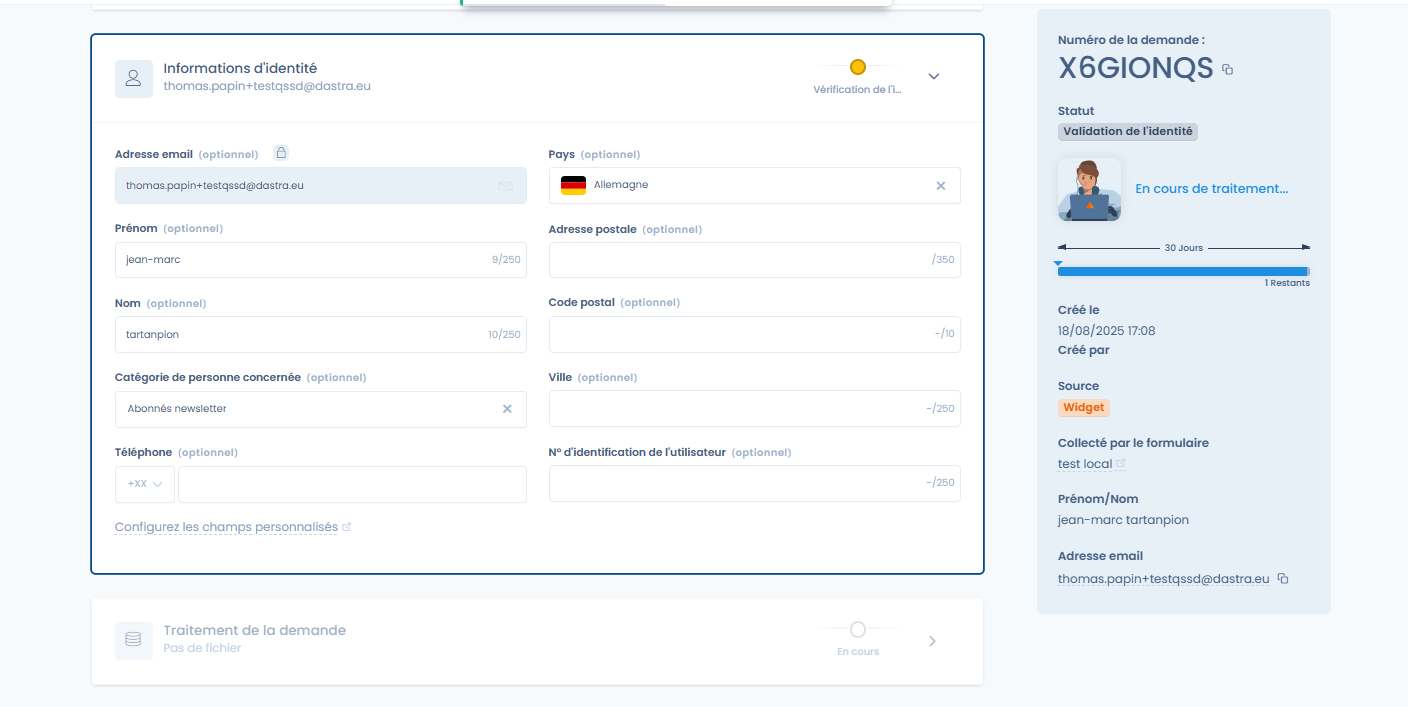 Informations d'identité
thomas.papin+testqssd@dastra.eu
Vérification de l'i...
Adresse email (optionnel)
thomas.papin+testqssd@dastra.eu
Pays (optionnel)
Allemagne
Prénom (optionnel)
jean-marc 9/250
Adresse postale (optionnel)
/350
Nom (optionnel)
tartanpion 10/250
Code postal (optionnel)
-/10
Catégorie de personne concernée (optionnel)
Abonnés newsletter
Ville (optionnel)
-/250
Téléphone (optionnel)
+XX
N° d'identification de l'utilisateur (optionnel)
-/250
Configurez les champs personnalisés
Traitement de la demande
Pas de fichier
En cours
Numéro de la demande :
X6GIONQS
Statut
Validation de l'identité
En cours de traitement...
30 Jours
1 Restants
Créé le
18/08/2025 17:08
Créé par
Source
Widget
Collecté par le formulaire
test local
Prénom/Nom
jean-marc tartanpion
Adresse email
thomas.papin+testqssd@dastra.eu